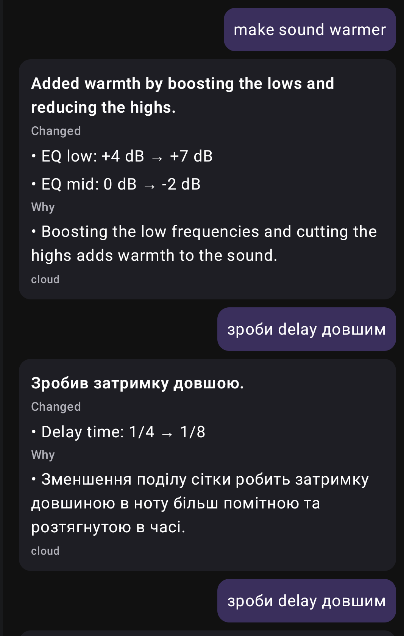 make sound warmer
Added warmth by boosting the lows and
reducing the highs.
Changed
• EQ low: +4 dB → +7 dB
• EQ mid: 0 dB → -2 dB
Why
• Boosting the low frequencies and cutting the
highs adds warmth to the sound.
cloud
зроби delay довшим
Зробив затримку довшою.
Changed
• Delay time: 1/4 → 1/8
Why
• Зменшення поділу сітки робить затримку
довшиною в ноту більш помітною та
розтягнутою в часі.
cloud
зроби delay довшим